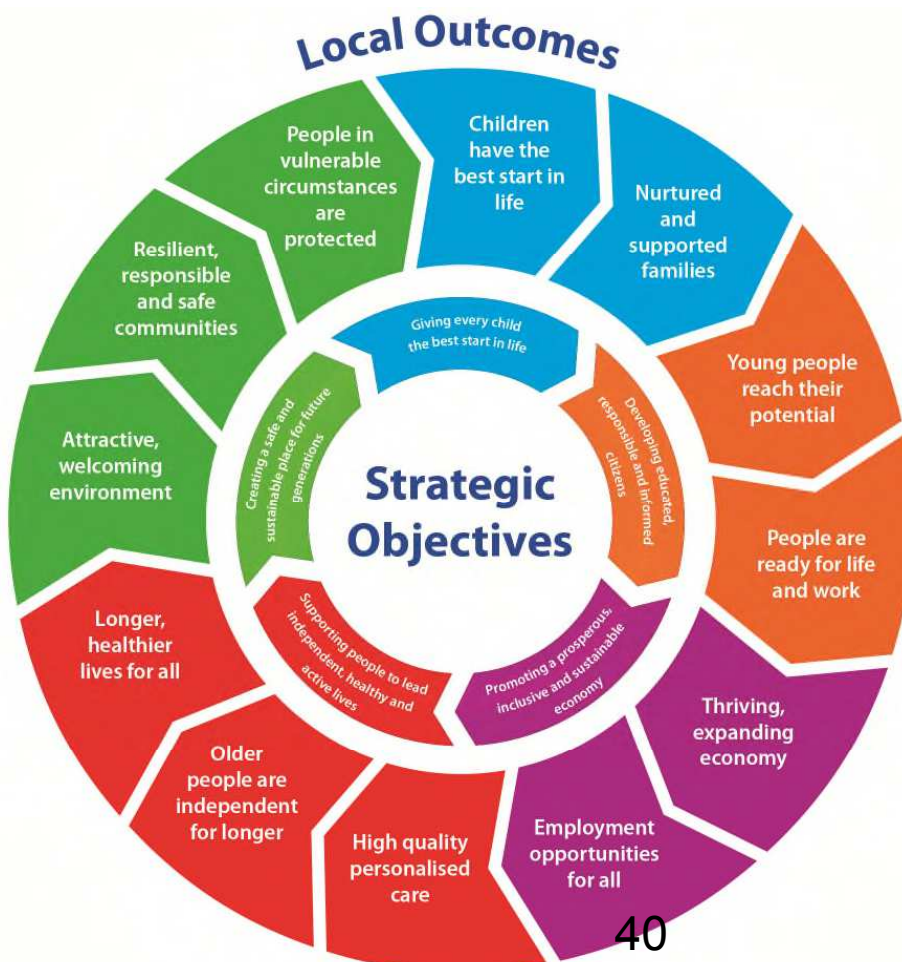 Local Outcomes
Children
have the
best start in
life
Nurtured
and
supported
families
Young people
reach their
potential
People are
ready for life
and work
Thriving,
expanding
economy
Employment
opportunities
for all
High quality
personalised
care
Older
people are
independent
for longer
Longer,
healthier
lives for all
Attractive,
welcoming
environment
Resilient,
responsible
and safe
communities
People in
vulnerable
circumstances
are
protected
Strategic
Objectives
Giving every child
the best start in life
Developing educated,
responsible and informed
citizens
Promoting a prosperous,
inclusive and sustainable
economy
Supporting people to lead
independent, healthy and
active lives
Creating a safe and
sustainable place for future
generations
40